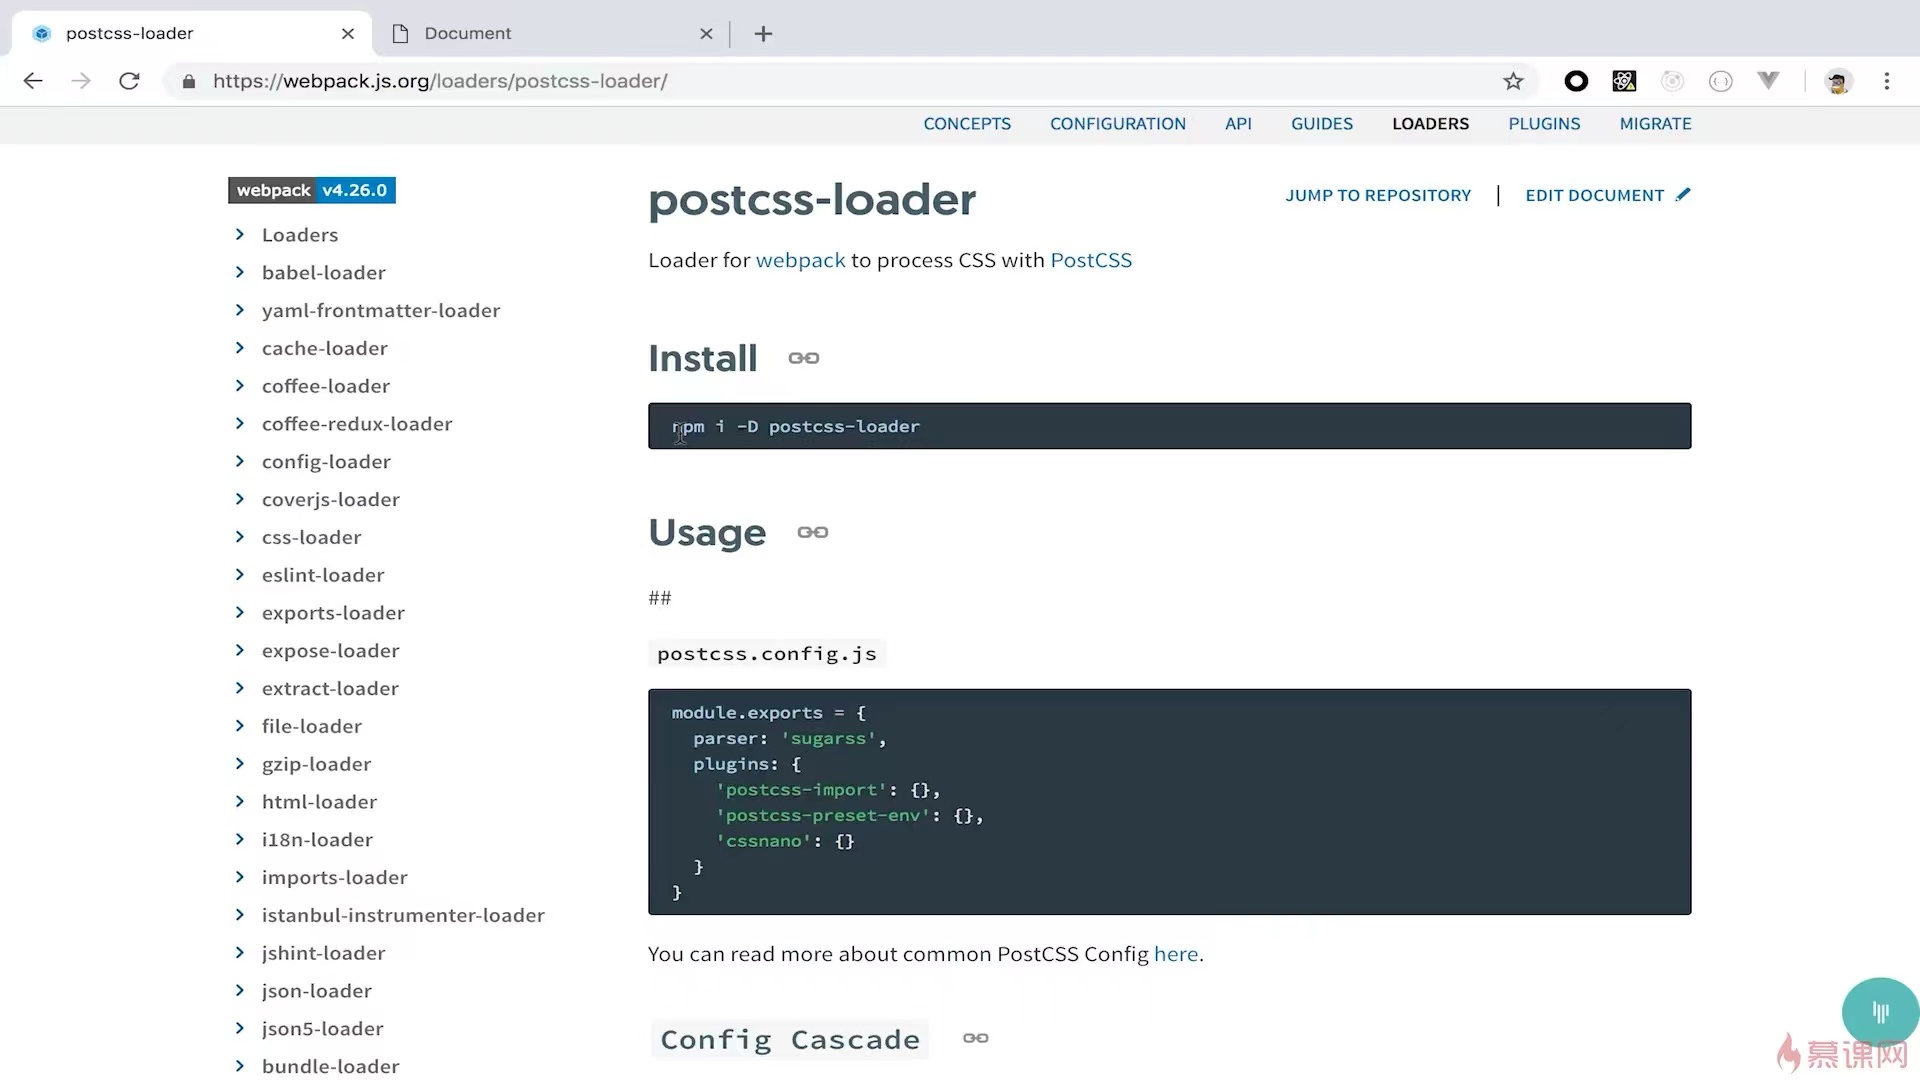 postcss-loader
Document
https://webpack.js.org/loaders/postcss-loader/
CONCEPTS CONFIGURATION API GUIDES LOADERS PLUGINS MIGRATE
webpack v4.26.0
Loaders
babel-loader
yaml-frontmatter-loader
cache-loader
coffee-loader
coffee-redux-loader
config-loader
coverjs-loader
css-loader
eslint-loader
exports-loader
expose-loader
extract-loader
file-loader
gzip-loader
html-loader
i18n-loader
imports-loader
istanbul-instrumenter-loader
jshint-loader
json-loader
json5-loader
bundle-loader
postcss-loader
JUMP TO REPOSITORY | EDIT DOCUMENT
Loader for webpack to process CSS with PostCSS
Install
npm i -D postcss-loader
Usage
##
postcss.config.js
module.exports = {
  parser: 'sugarss',
  plugins: {
    'postcss-import': {},
    'postcss-preset-env': {},
    'cssnano': {}
  }
}
You can read more about common PostCSS Config here.
Config Cascade
慕课网